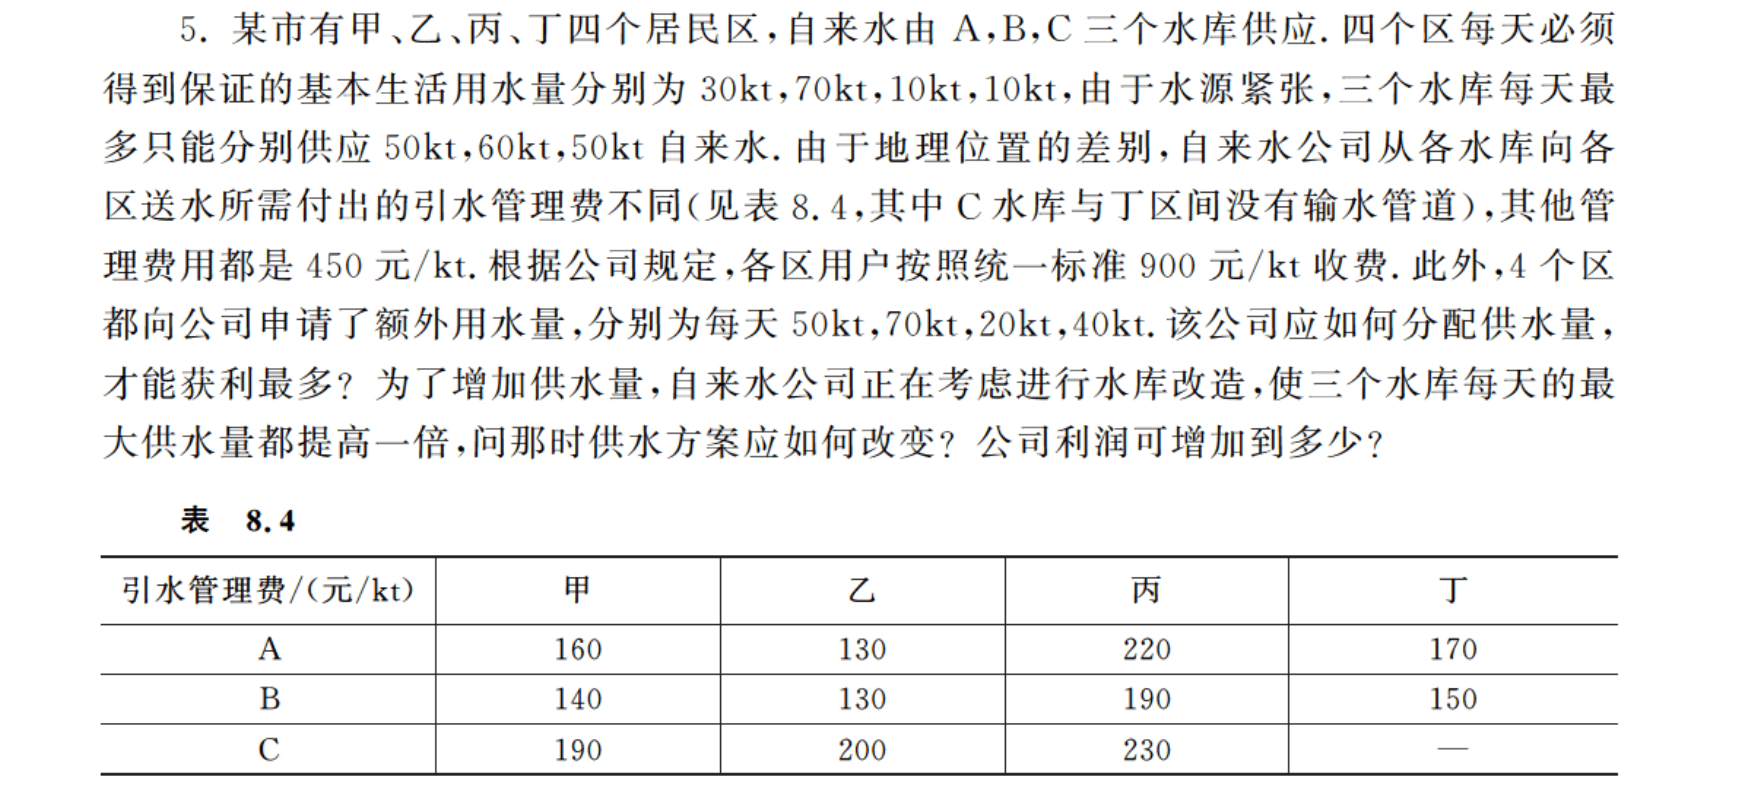 5. 某市有甲、乙、丙、丁四个居民区,自来水由 A,B,C 三个水库供应. 四个区每天必须
得到保证的基本生活用水量分别为 30kt,70kt,10kt,10kt,由于水源紧张,三个水库每天最
多只能分别供应 50kt,60kt,50kt 自来水. 由于地理位置的差别,自来水公司从各水库向各
区送水所需付出的引水管理费不同(见表 8.4,其中 C 水库与丁区间没有输水管道),其他管
理费用都是 450 元/kt. 根据公司规定,各区用户按照统一标准 900 元/kt 收费. 此外,4 个区
都向公司申请了额外用水量,分别为每天 50kt,70kt,20kt,40kt. 该公司应如何分配供水量,
才能获利最多? 为了增加供水量,自来水公司正在考虑进行水库改造,使三个水库每天的最
大供水量都提高一倍,问那时供水方案应如何改变? 公司利润可增加到多少?
表 8.4
引水管理费/(元/kt) 甲 乙 丙 丁
A 160 130 220 170
B 140 130 190 150
C 190 200 230 —